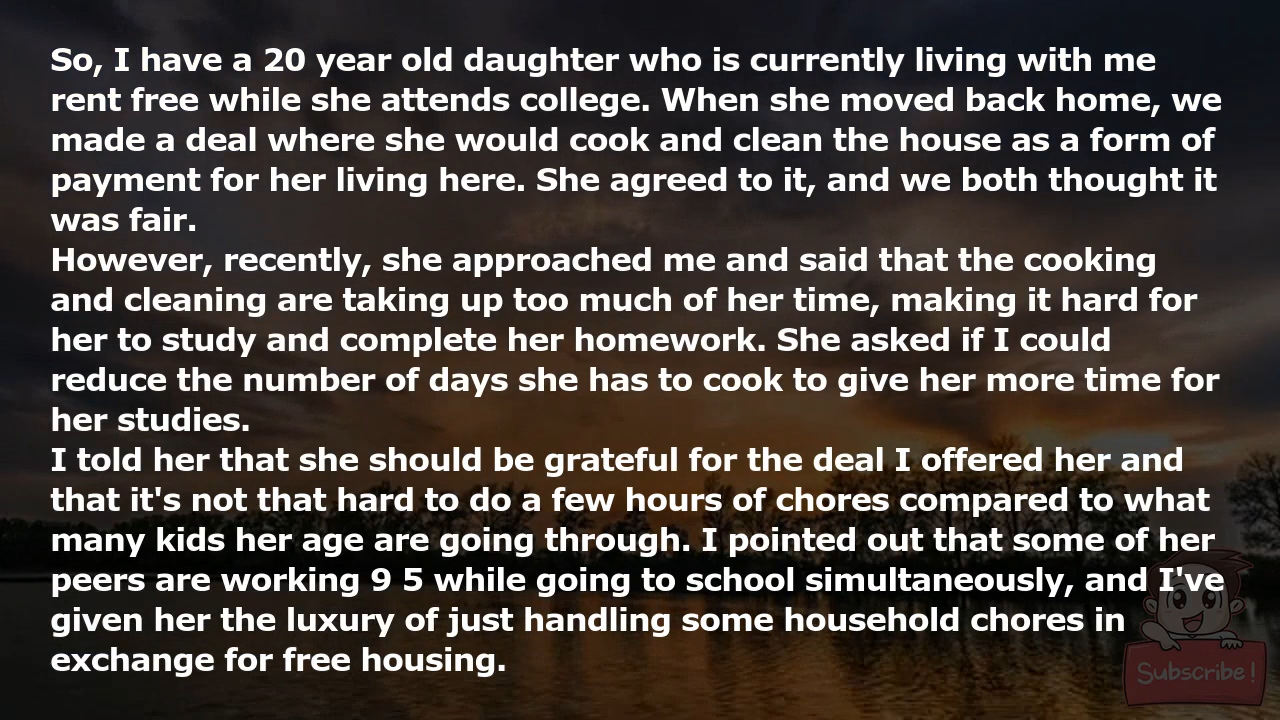 So, I have a 20 year old daughter who is currently living with me
rent free while she attends college. When she moved back home, we
made a deal where she would cook and clean the house as a form of
payment for her living here. She agreed to it, and we both thought it
was fair.
However, recently, she approached me and said that the cooking
and cleaning are taking up too much of her time, making it hard for
her to study and complete her homework. She asked if I could
reduce the number of days she has to cook to give her more time for
her studies.
I told her that she should be grateful for the deal I offered her and
that it's not that hard to do a few hours of chores compared to what
many kids her age are going through. I pointed out that some of her
peers are working 9 5 while going to school simultaneously, and I've
given her the luxury of just handling some household chores in
exchange for free housing.
Subscribe!